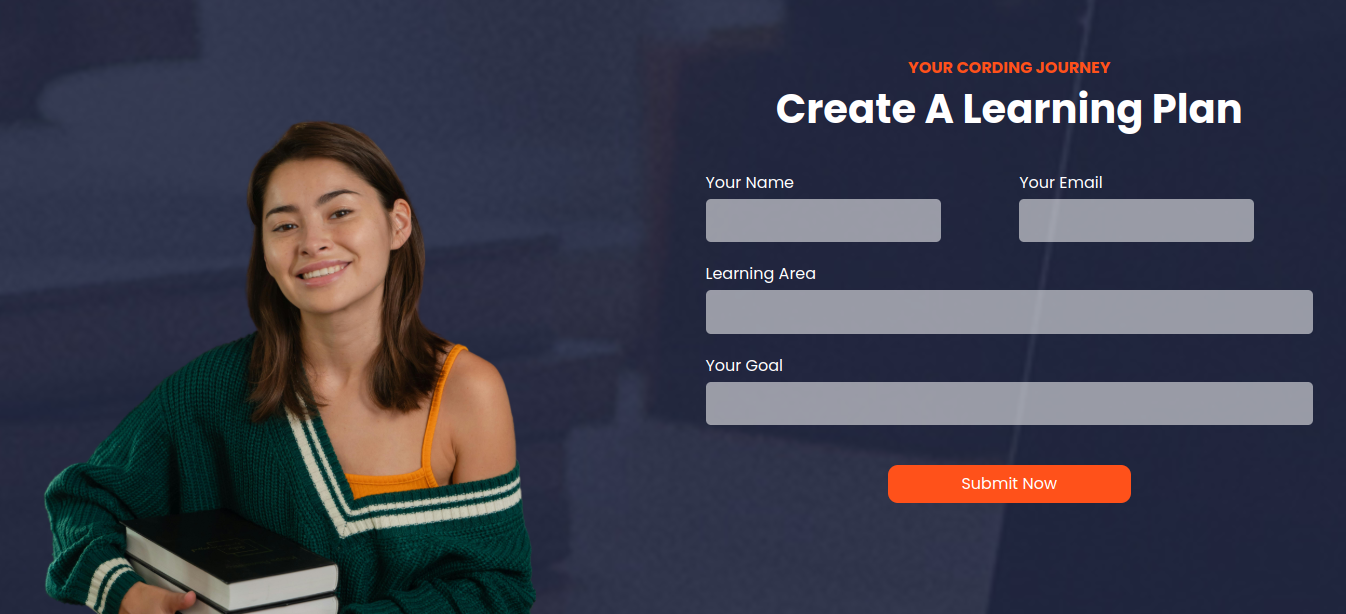 YOUR CORDING JOURNEY
Create A Learning Plan
Your Name
Your Email
Learning Area
Your Goal
Submit Now